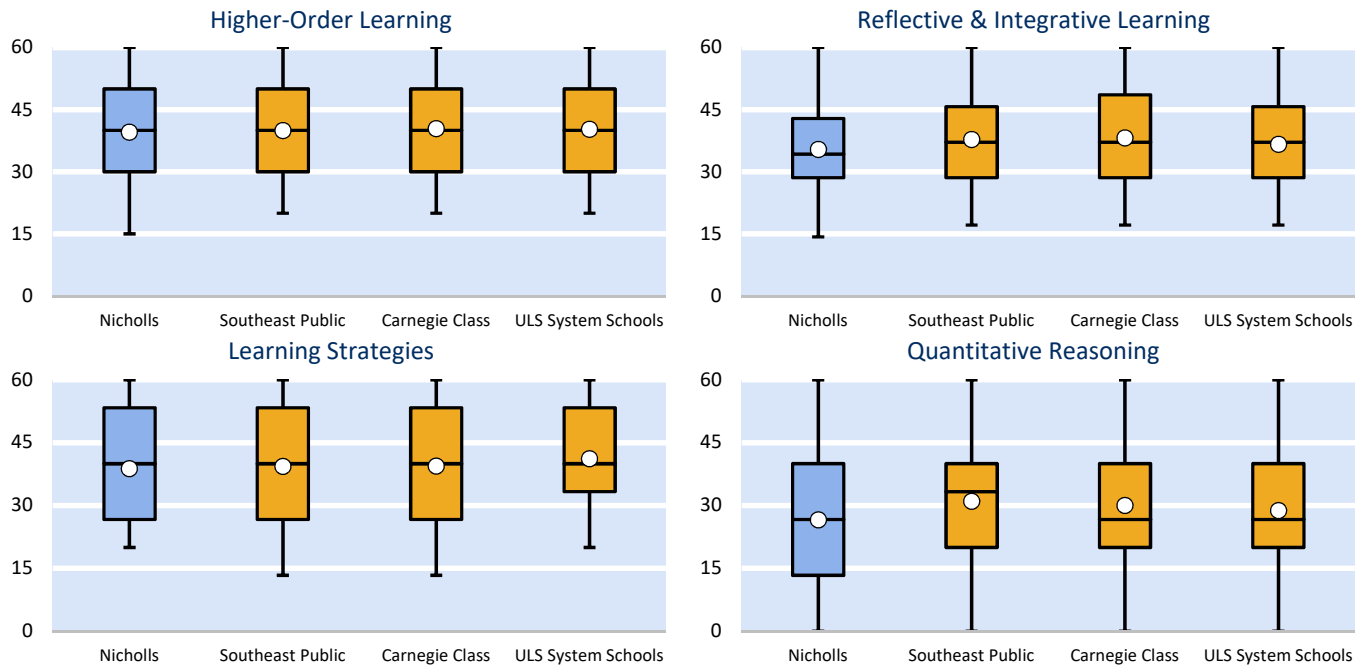 Higher-Order Learning
60
45
30
15
0
Nicholls Southeast Public Carnegie Class ULS System Schools
Reflective & Integrative Learning
60
45
30
15
0
Nicholls Southeast Public Carnegie Class ULS System Schools
Learning Strategies
60
45
30
15
0
Nicholls Southeast Public Carnegie Class ULS System Schools
Quantitative Reasoning
60
45
30
15
0
Nicholls Southeast Public Carnegie Class ULS System Schools